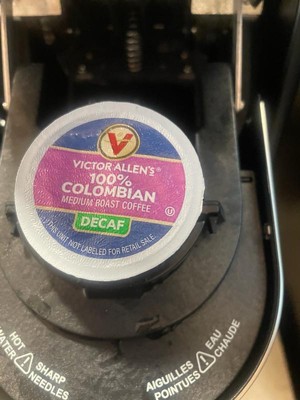 V
VICTOR ALLEN'S®
100%
COLOMBIAN
MEDIUM ROAST COFFEE
DECAF
THIS UNIT NOT LABELED FOR RETAIL SALE.
U
HOT
WATER
SHARP
NEEDLES
AIGUILLES
POINTUES
EAU
CHAUDE